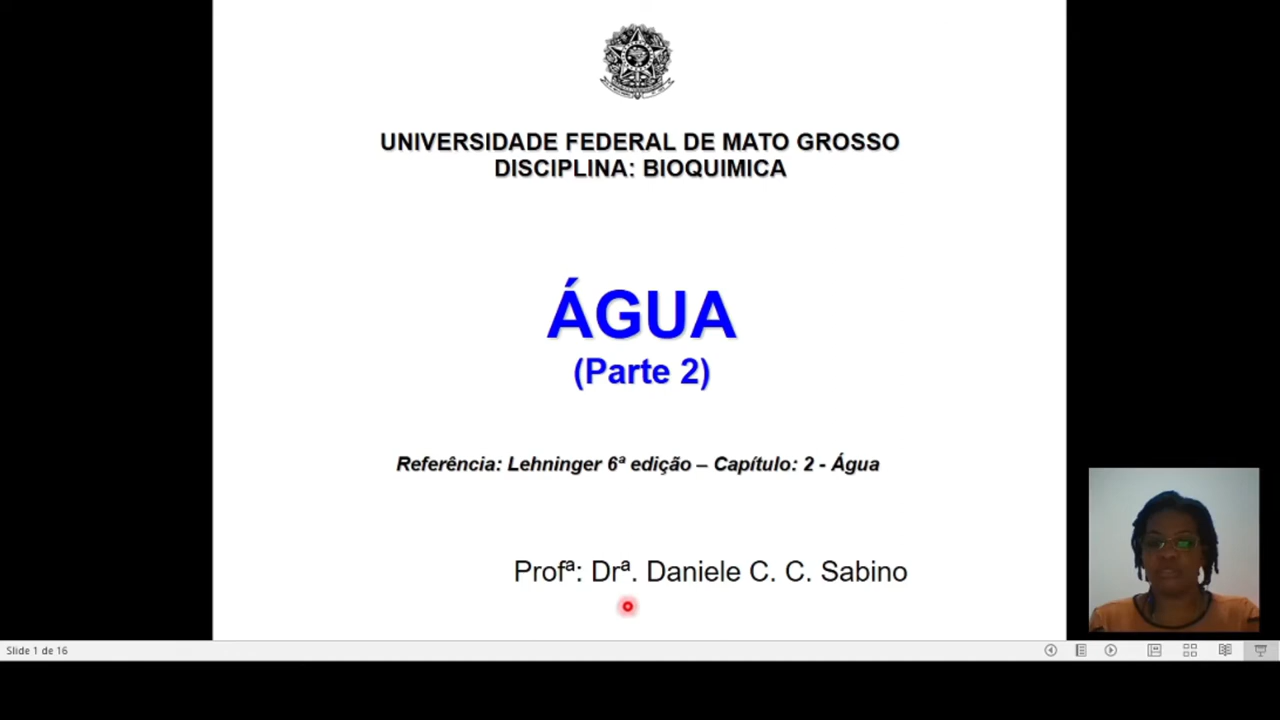 UNIVERSIDADE FEDERAL DE MATO GROSSO
DISCIPLINA: BIOQUIMICA
ÁGUA
(Parte 2)
Referência: Lehninger 6ª edição – Capítulo: 2 - Água
Profª: Drª. Daniele C. C. Sabino
Slide 1 de 16